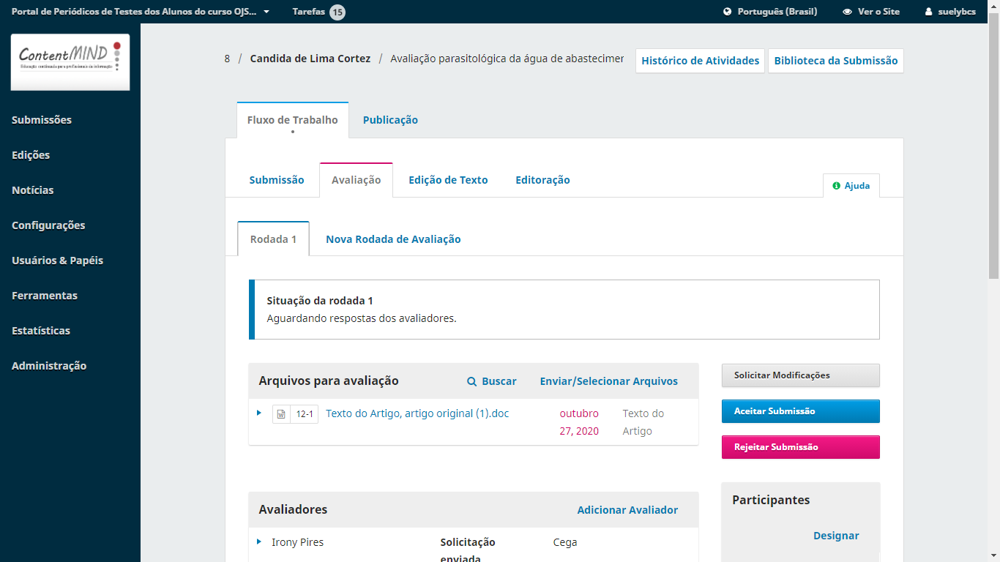 Portal de Periódicos de Testes dos Alunos do curso OJS... Tarefas 15 Português (Brasil) Ver o Site suelybcs
ContentMIND
Educação continuada para profissionais da informação
Submissões
Edições
Notícias
Configurações
Usuários & Papéis
Ferramentas
Estatísticas
Administração
8 / Candida de Lima Cortez / Avaliação parasitológica da água de abastecimer
Histórico de Atividades Biblioteca da Submissão
Fluxo de Trabalho Publicação
Submissão Avaliação Edição de Texto Editoração Ajuda
Rodada 1 Nova Rodada de Avaliação
Situação da rodada 1
Aguardando respostas dos avaliadores.
Arquivos para avaliação Buscar Enviar/Selecionar Arquivos
12-1 Texto do Artigo, artigo original (1).doc outubro Texto do
27, 2020 Artigo
Solicitar Modificações
Aceitar Submissão
Rejeitar Submissão
Avaliadores Adicionar Avaliador
Irony Pires Solicitação Cega
enviada
Participantes
Designar